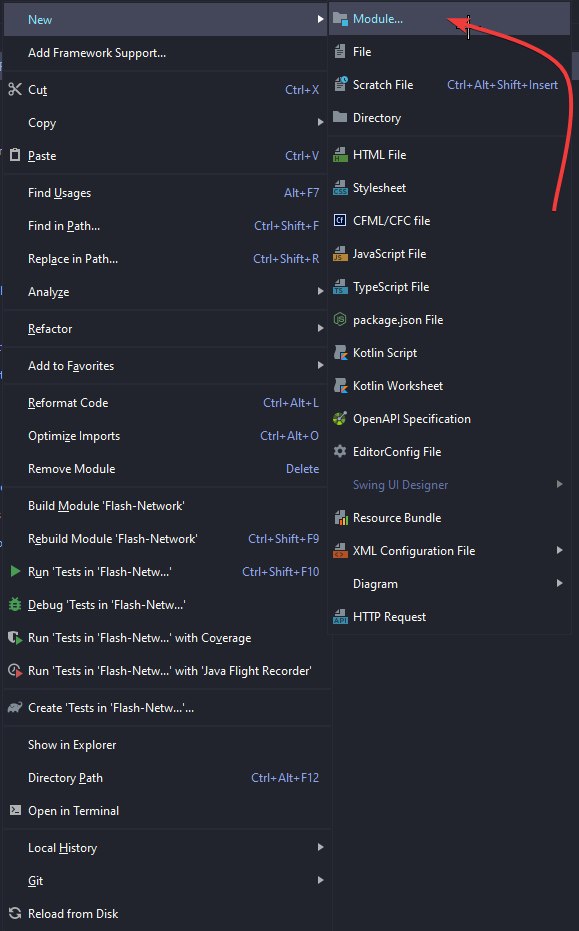 New
Add Framework Support...
Cut Ctrl+X
Copy
Paste Ctrl+V
Find Usages Alt+F7
Find in Path... Ctrl+Shift+F
Replace in Path... Ctrl+Shift+R
Analyze
Refactor
Add to Favorites
Reformat Code Ctrl+Alt+L
Optimize Imports Ctrl+Alt+O
Remove Module Delete
Build Module 'Flash-Network'
Rebuild Module 'Flash-Network' Ctrl+Shift+F9
Run 'Tests in 'Flash-Netw...' Ctrl+Shift+F10
Debug 'Tests in 'Flash-Netw...'
Run 'Tests in 'Flash-Netw...' with Coverage
Run 'Tests in 'Flash-Netw...' with 'Java Flight Recorder'
Create 'Tests in 'Flash-Netw...'...
Show in Explorer
Directory Path Ctrl+Alt+F12
Open in Terminal
Local History
Git
Reload from Disk
Module...
File
Scratch File Ctrl+Alt+Shift+Insert
Directory
HTML File
CSS Stylesheet
Cf CFML/CFC file
JS JavaScript File
TS TypeScript File
package.json File
Kotlin Script
Kotlin Worksheet
OpenAPI Specification
EditorConfig File
Swing UI Designer
Resource Bundle
XML Configuration File
Diagram
API HTTP Request